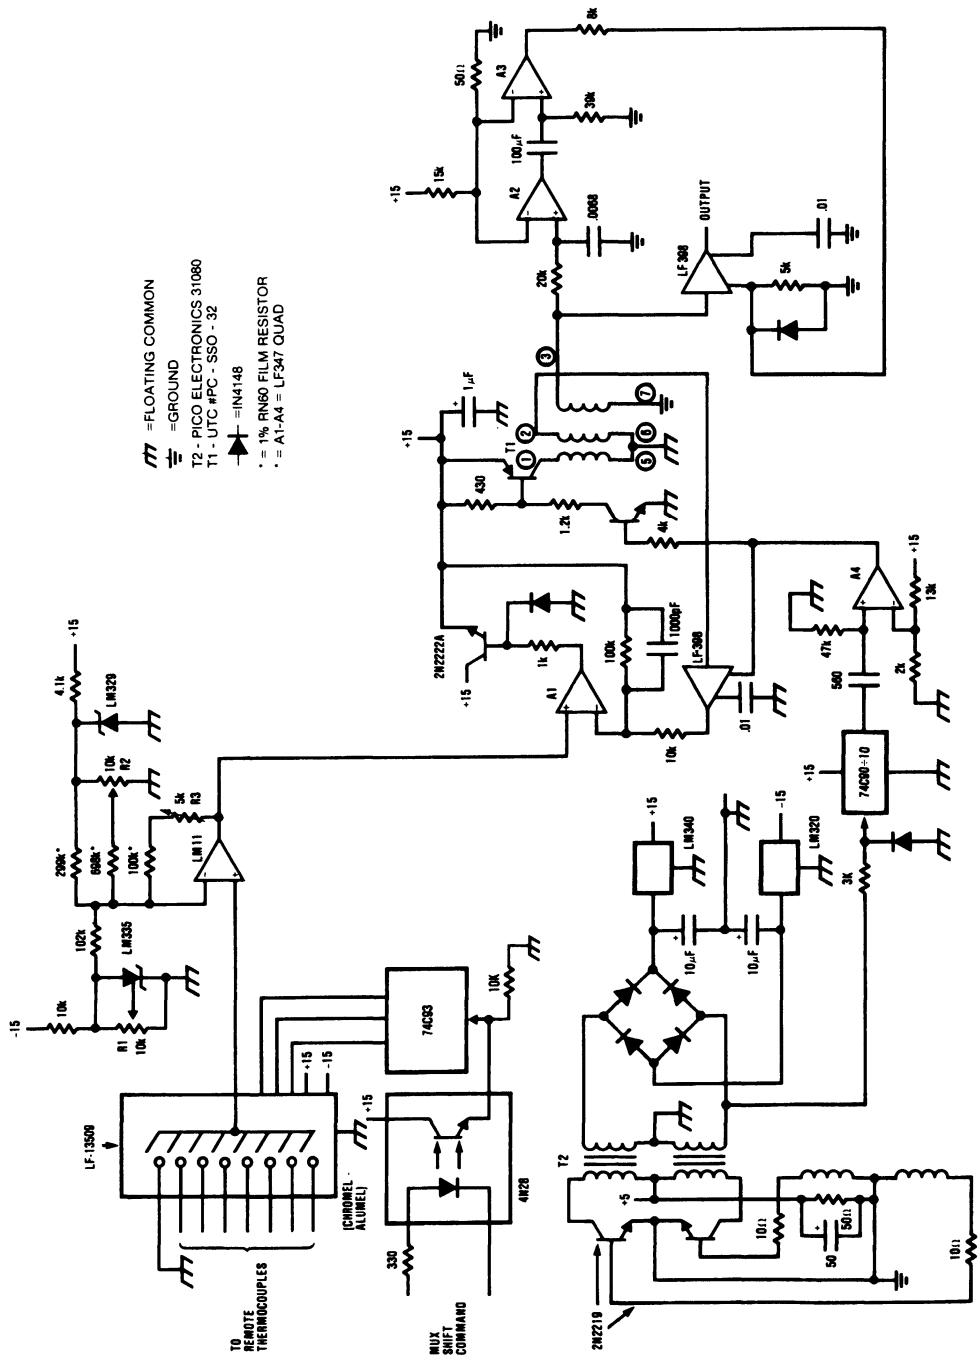 =FLOATING COMMON
=GROUND
T2 - PICO ELECTRONICS 31080
T1 - UTC #PC - SSO - 32
=IN4148
* = 1% RN60 FILM RESISTOR
* = A1-A4 = LF347 QUAD
-15
10k
R1
10k
102k
LM335
299k*
698k*
100k*
5k
R3
10k
R2
4.1k
+15
LM329
LM11
-
+
LF-13509
+15
-15
(CHROMEL -
ALUMEL)
TO
REMOTE
THERMOCOUPLES
MUX
SHIFT
COMMAND
330
+15
4N28
74C93
10K
2N2219
T2
+5
10Ω
50Ω
+
50
10Ω
+
10µF
+
10µF
LM340
+15
LM320
-15
3K
74C90÷10
+15
560
47k
A4
+
-
2k
13k
+15
A1
+
-
1k
2N2222A
+15
100k
1000pF
10k
LF-398
.01
+15
+
1µF
430
1.2k
4k
T1
1
2
3
5
6
7
20k
.0068
A2
-
+
+15
15k
50Ω
100µF
39k
A3
-
+
8k
LF398
OUTPUT
.01
5k